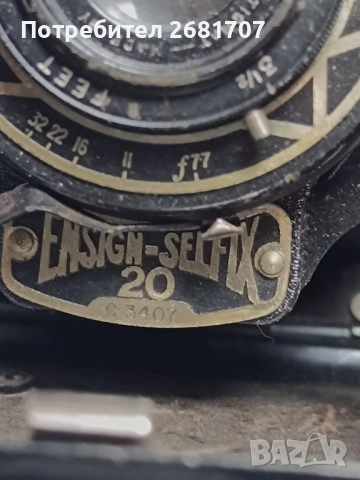 Потребител 2681707
3½
FEET
32 22 16 11 f7.7
ENSIGN-SELFIX
20
C 3407
BAZAR